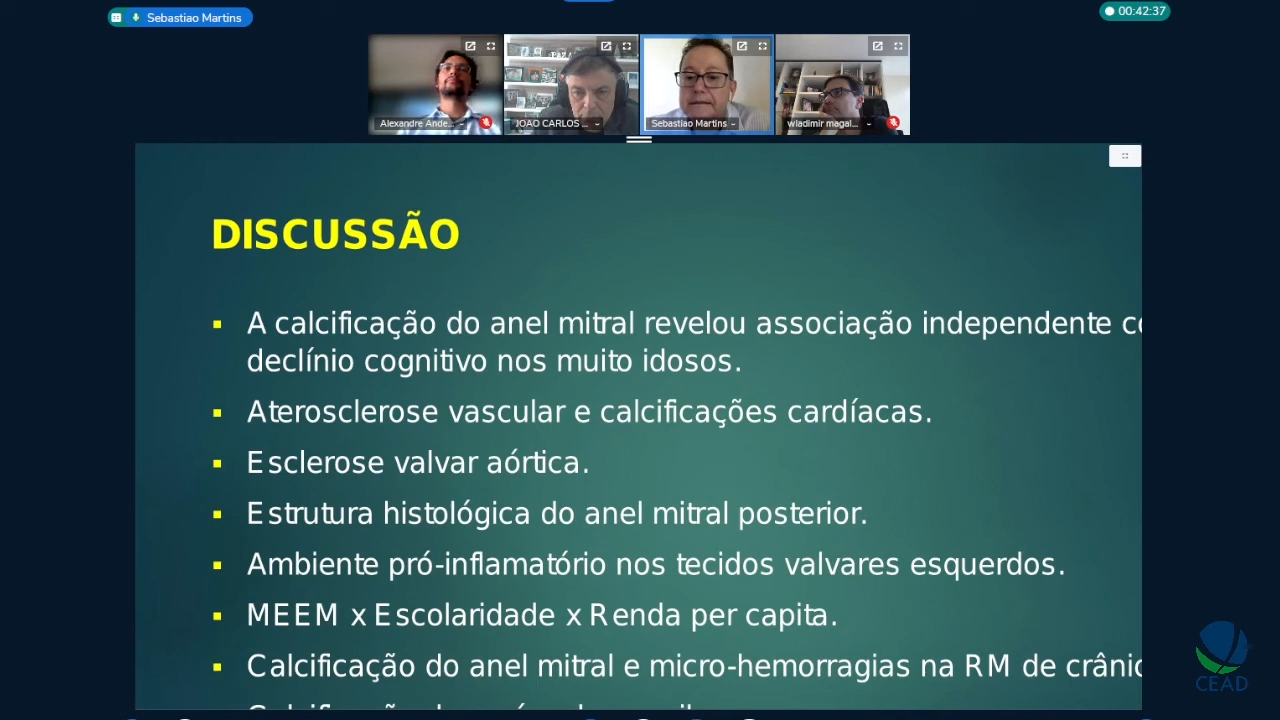 Sebastiao Martins
00:42:37
Alexandre Ande...
JOAO CARLOS ...
Sebastiao Martins
wladimir magal...
DISCUSSÃO
A calcificação do anel mitral revelou associação independente
declínio cognitivo nos muito idosos.
Aterosclerose vascular e calcificações cardíacas.
Esclerose valvar aórtica.
Estrutura histológica do anel mitral posterior.
Ambiente pró-inflamatório nos tecidos valvares esquerdos.
MEEM x Escolaridade x Renda per capita.
Calcificação do anel mitral e micro-hemorragias na RM de
CEAD